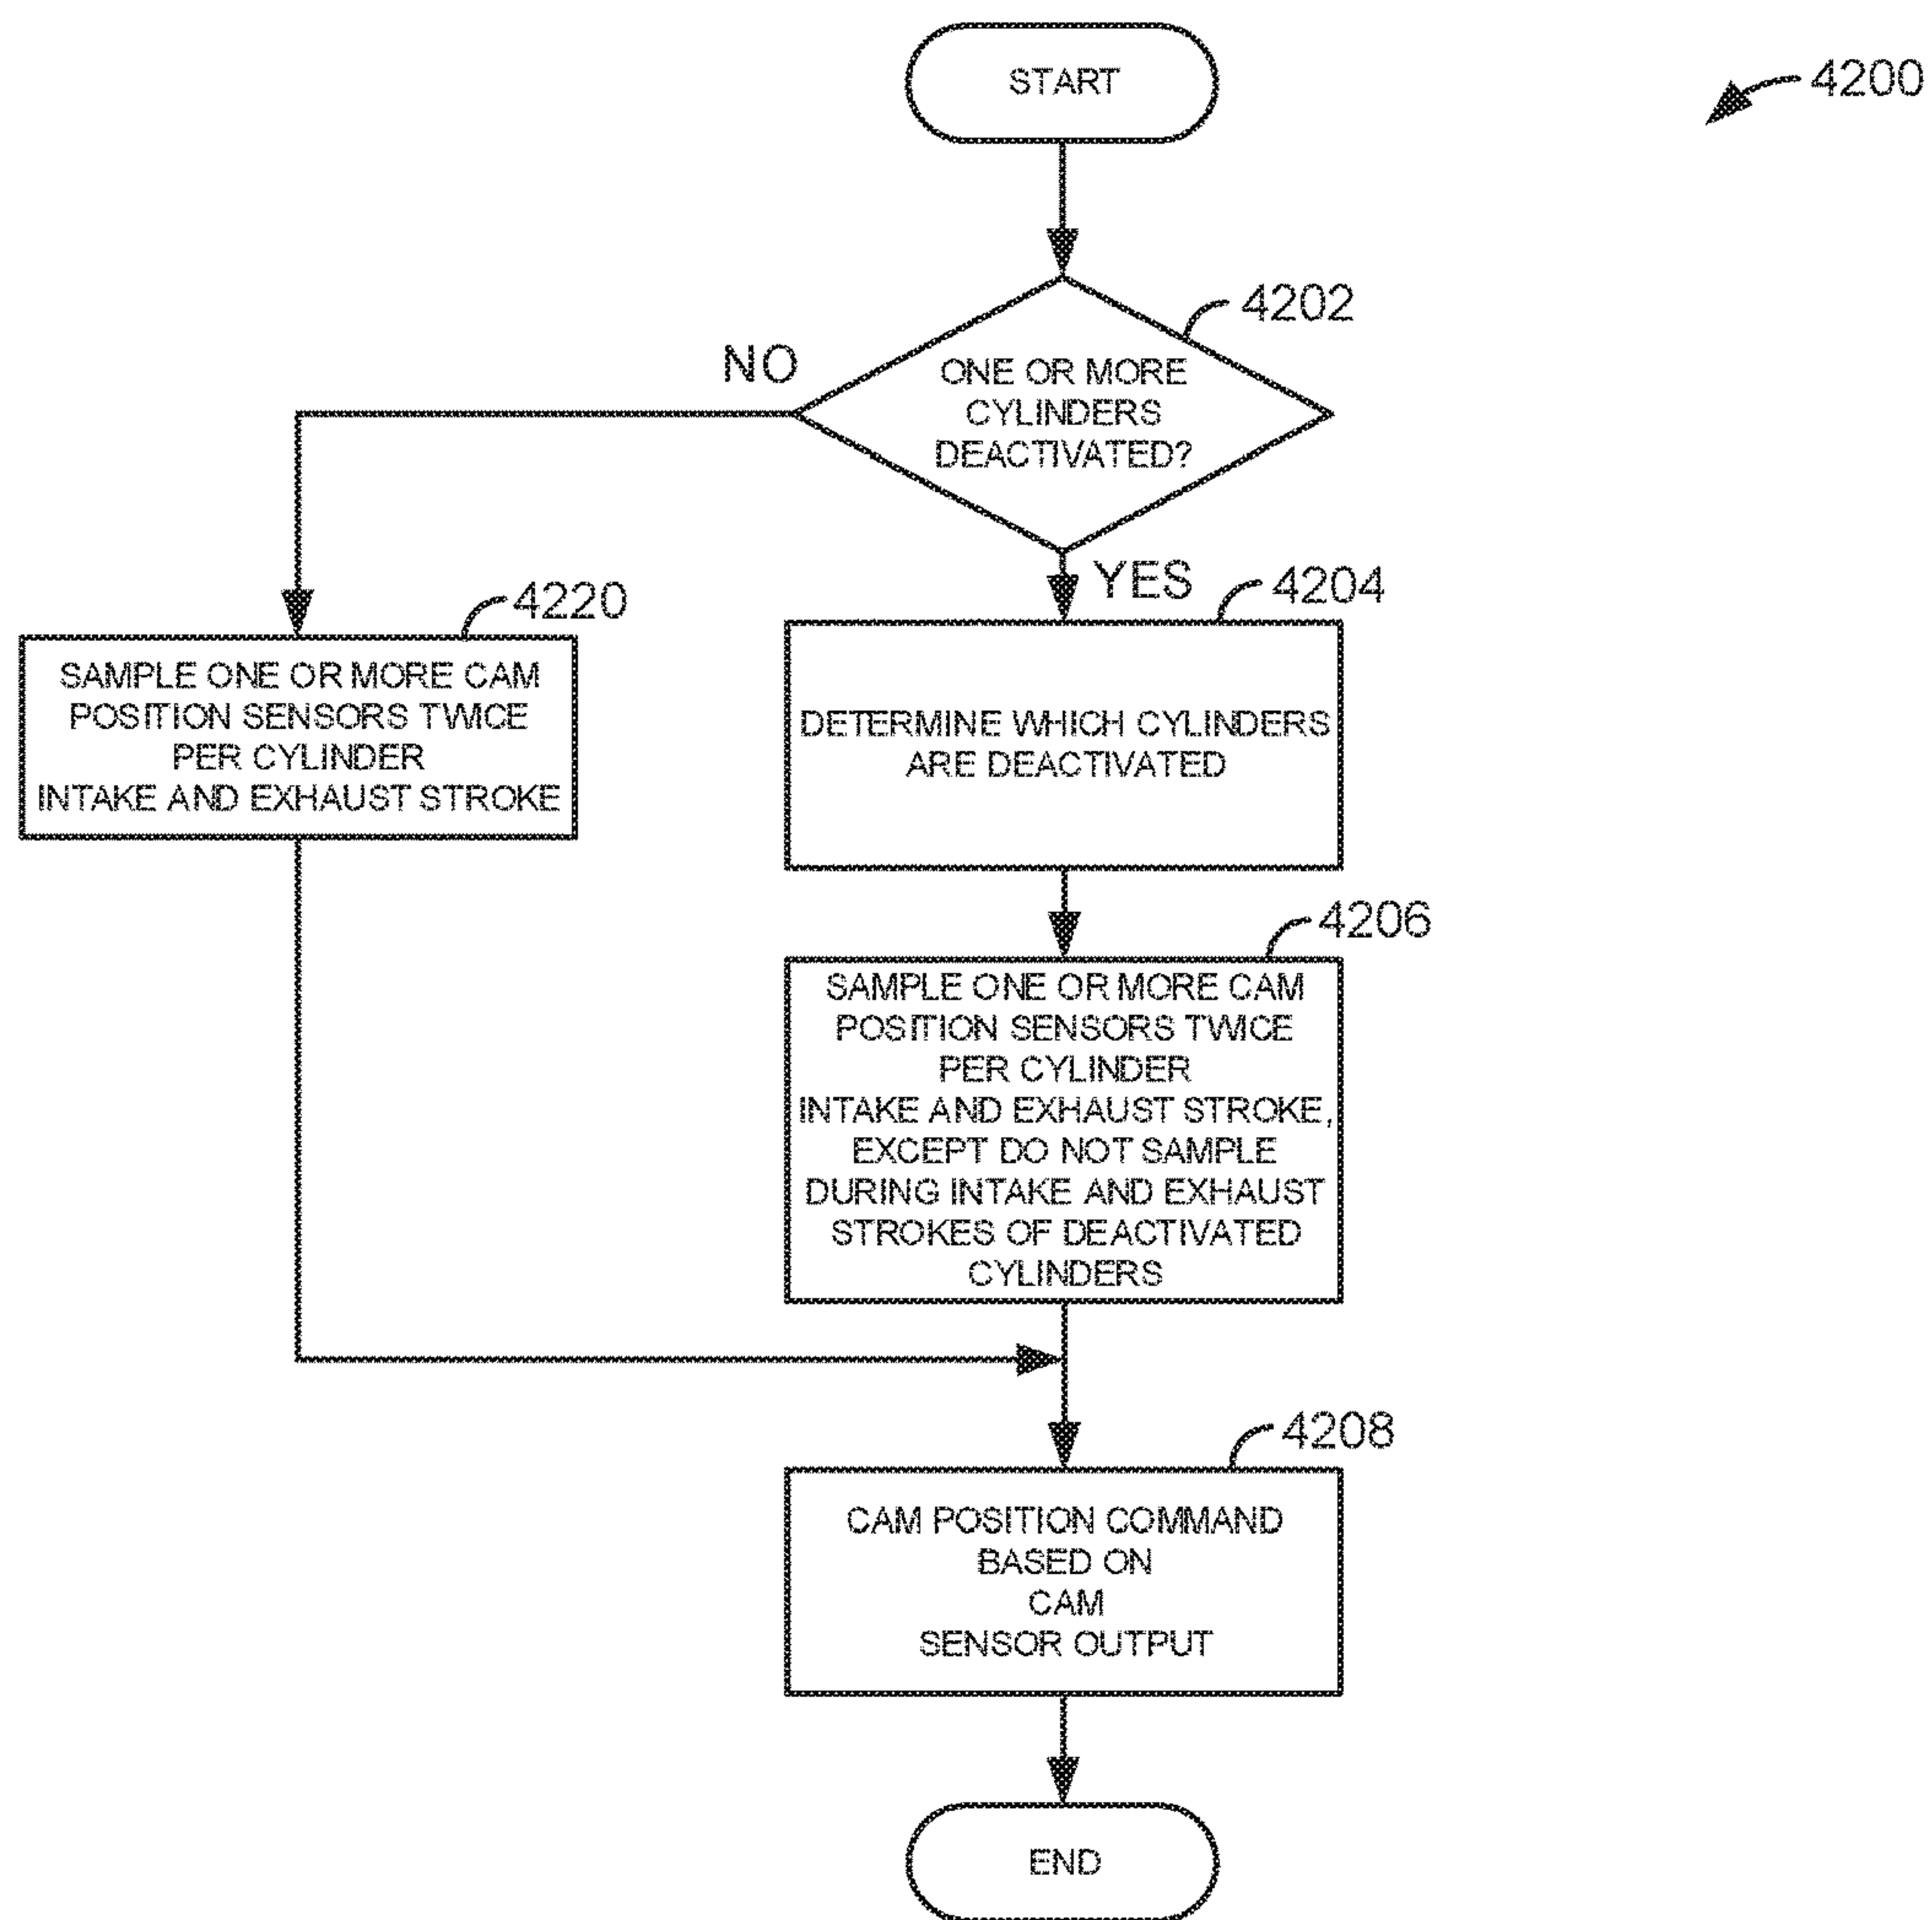 START
4200
4202
NO
ONE OR MORE
CYLINDERS
DEACTIVATED?
YES
4204
4220
SAMPLE ONE OR MORE CAM
POSITION SENSORS TWICE
PER CYLINDER
INTAKE AND EXHAUST STROKE
DETERMINE WHICH CYLINDERS
ARE DEACTIVATED
4206
SAMPLE ONE OR MORE CAM
POSITION SENSORS TWICE
PER CYLINDER
INTAKE AND EXHAUST STROKE,
EXCEPT DO NOT SAMPLE
DURING INTAKE AND EXHAUST
STROKES OF DEACTIVATED
CYLINDERS
4208
CAM POSITION COMMAND
BASED ON
CAM
SENSOR OUTPUT
END